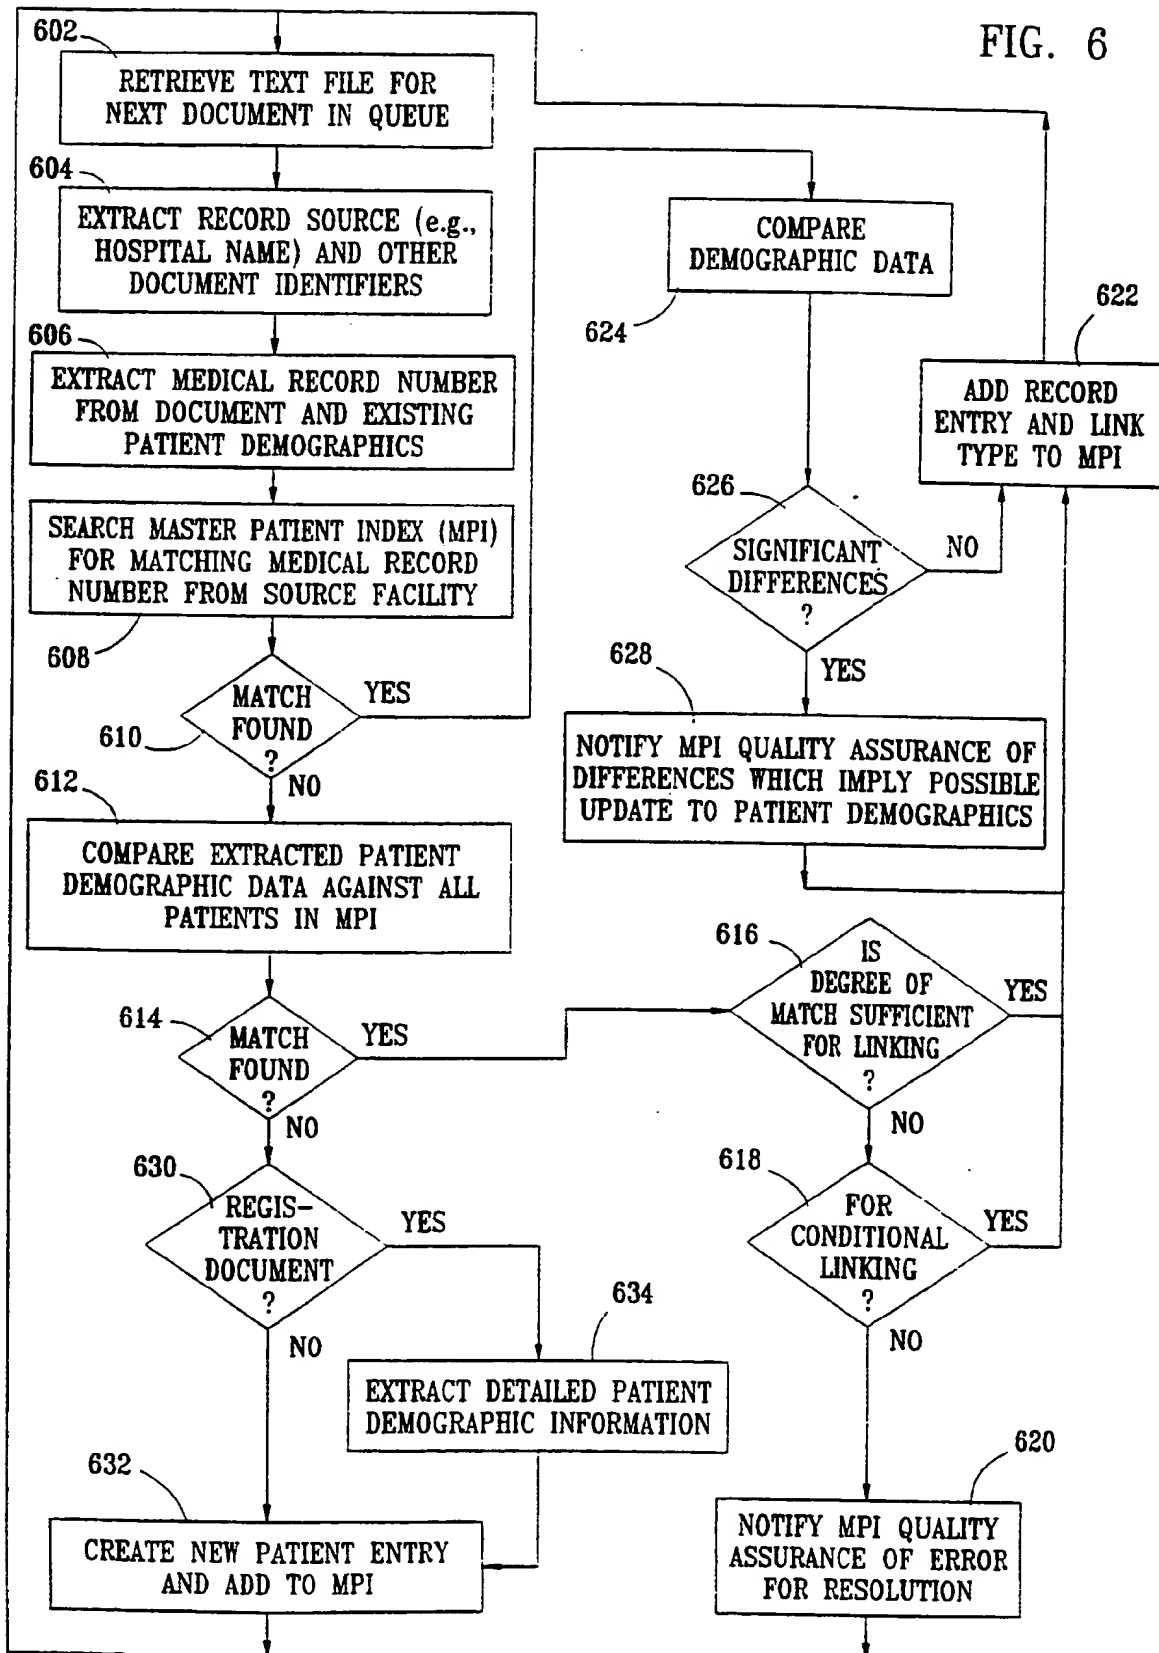 FIG. 6
602
RETRIEVE TEXT FILE FOR
NEXT DOCUMENT IN QUEUE
604
EXTRACT RECORD SOURCE (e.g.,
HOSPITAL NAME) AND OTHER
DOCUMENT IDENTIFIERS
606
EXTRACT MEDICAL RECORD NUMBER
FROM DOCUMENT AND EXISTING
PATIENT DEMOGRAPHICS
SEARCH MASTER PATIENT INDEX (MPI)
FOR MATCHING MEDICAL RECORD
NUMBER FROM SOURCE FACILITY
608
MATCH
FOUND
?
YES
610
NO
612
COMPARE EXTRACTED PATIENT
DEMOGRAPHIC DATA AGAINST ALL
PATIENTS IN MPI
614
MATCH
FOUND
?
YES
NO
630
REGIS-
TRATION
DOCUMENT
?
YES
NO
634
EXTRACT DETAILED PATIENT
DEMOGRAPHIC INFORMATION
632
CREATE NEW PATIENT ENTRY
AND ADD TO MPI
COMPARE
DEMOGRAPHIC DATA
624
622
ADD RECORD
ENTRY AND LINK
TYPE TO MPI
626
SIGNIFICANT
DIFFERENCES
?
NO
YES
628
NOTIFY MPI QUALITY ASSURANCE OF
DIFFERENCES WHICH IMPLY POSSIBLE
UPDATE TO PATIENT DEMOGRAPHICS
616
IS
DEGREE OF
MATCH SUFFICIENT
FOR LINKING
?
YES
NO
618
FOR
CONDITIONAL
LINKING
?
YES
NO
620
NOTIFY MPI QUALITY
ASSURANCE OF ERROR
FOR RESOLUTION